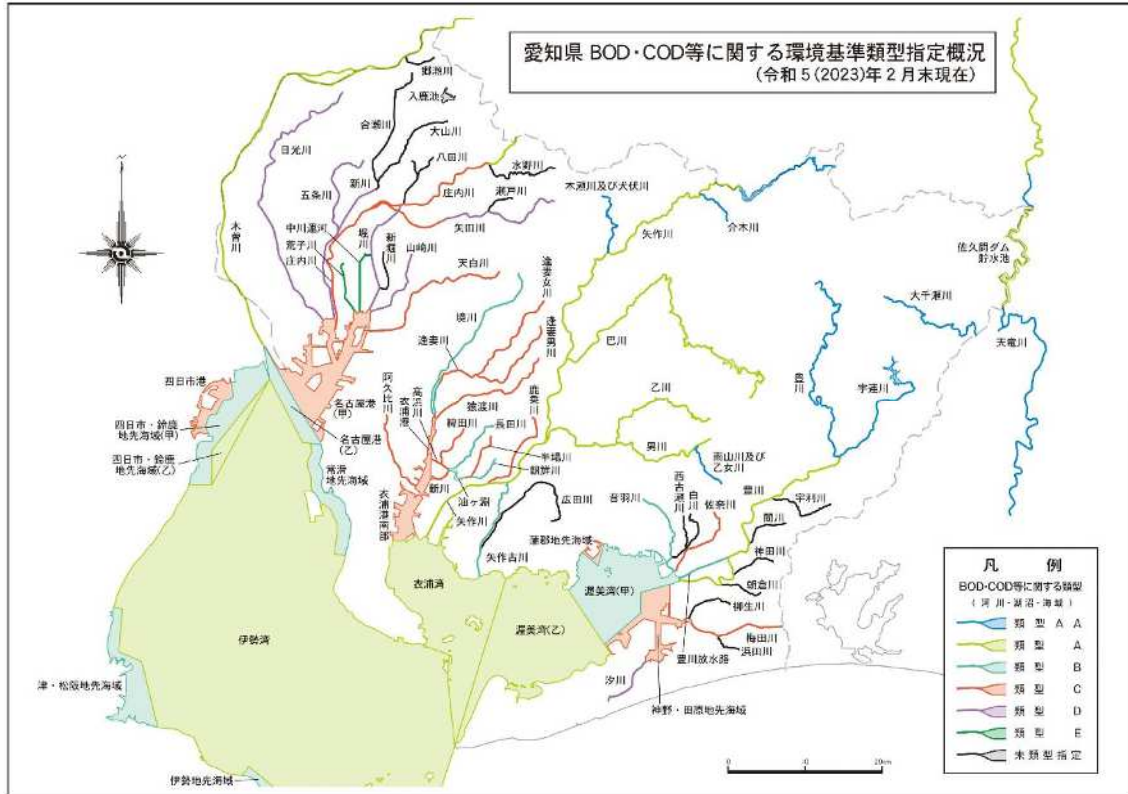 愛知県 BOD・COD等に関する環境基準類型指定概況
(令和5(2023)年2月末現在)
郷瀬川
入鹿池
合瀬川
大山川
日光川
八田川
水野川
五条川
新川
庄内川
瀬戸川
木瀬川及び犬伏川
中川運河
矢田川
矢作川
介木川
木曽川
荒子川
堀川
新堀川
山崎川
庄内川
天白川
逢妻女川
佐久間ダム
貯水池
大千瀬川
境川
逢妻男川
天竜川
逢妻川
巴川
豊川
宇連川
四日市港
阿久比川
高浜川
衣浦港
猿渡川
鹿乗川
乙川
名古屋港
(甲)
稗田川
長田川
四日市・鈴鹿
地先海域(甲)
名古屋港
(乙)
半場川
男川
雨山川及び
乙女川
四日市・鈴鹿
地先海域(乙)
朝鮮川
常滑
地先海域
新川
油ヶ淵
広田川
音羽川
西古瀬川
白川
佐奈川
豊川
宇利川
衣浦港南部
矢作川
間川
矢作古川
蒲郡地先海域
神田川
衣浦湾
渥美湾(甲)
朝倉川
柳生川
伊勢湾
渥美湾(乙)
梅田川
浜田川
豊川放水路
汐川
津・松阪地先海域
神野・田原地先海域
伊勢地先海域
凡 例
BOD・COD等に関する類型
(河川・湖沼・海域)
類型 A A
類型 A
類型 B
類型 C
類型 D
類型 E
未類型指定
0
20km